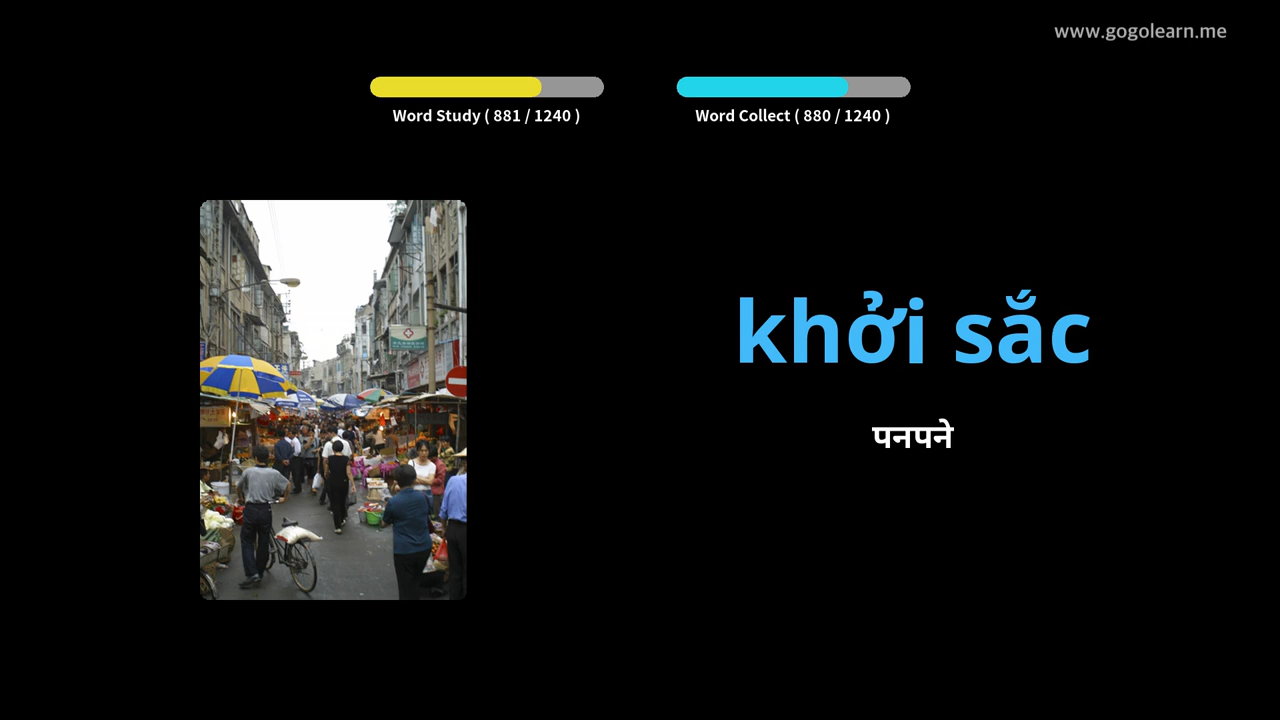 www.gogolearn.me
Word Study ( 881 / 1240 )
Word Collect ( 880 / 1240 )
khởi sắc
पनपने